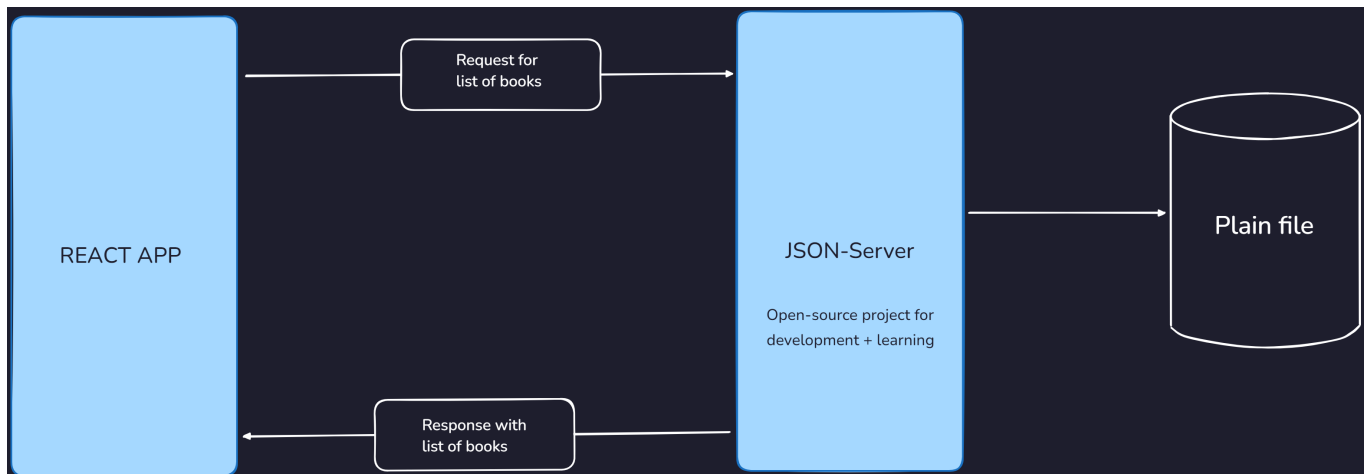 REACT APP
Request for
list of books
Response with
list of books
JSON-Server
Open-source project for
development + learning
Plain file